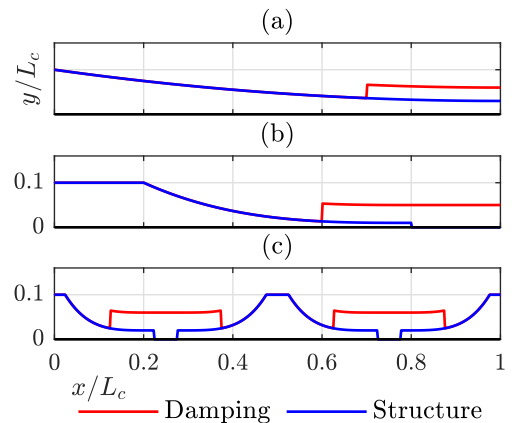 (a)
y/L_c
(b)
0.1
0
(c)
0.1
0
0 0.2 0.4 0.6 0.8 1
x/L_c
Damping Structure